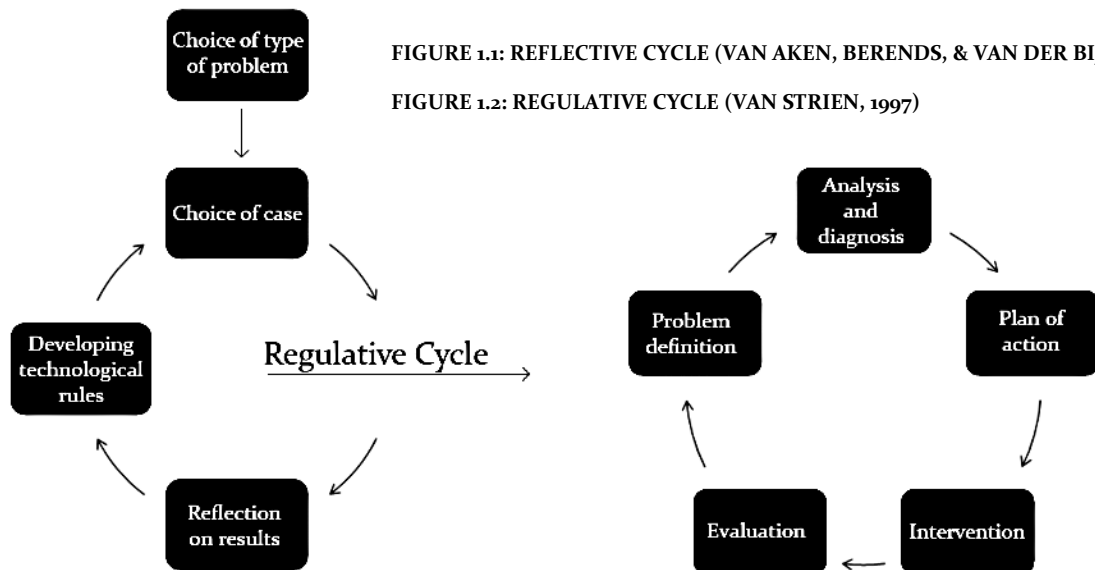 Choice of type
of problem
FIGURE 1.1: REFLECTIVE CYCLE (VAN AKEN, BERENDS, & VAN DER
FIGURE 1.2: REGULATIVE CYCLE (VAN STRIEN, 1997)
Choice of case
Developing
technological
rules
Regulative Cycle
Reflection
on results
Analysis
and
diagnosis
Problem
definition
Plan of
action
Evaluation
Intervention